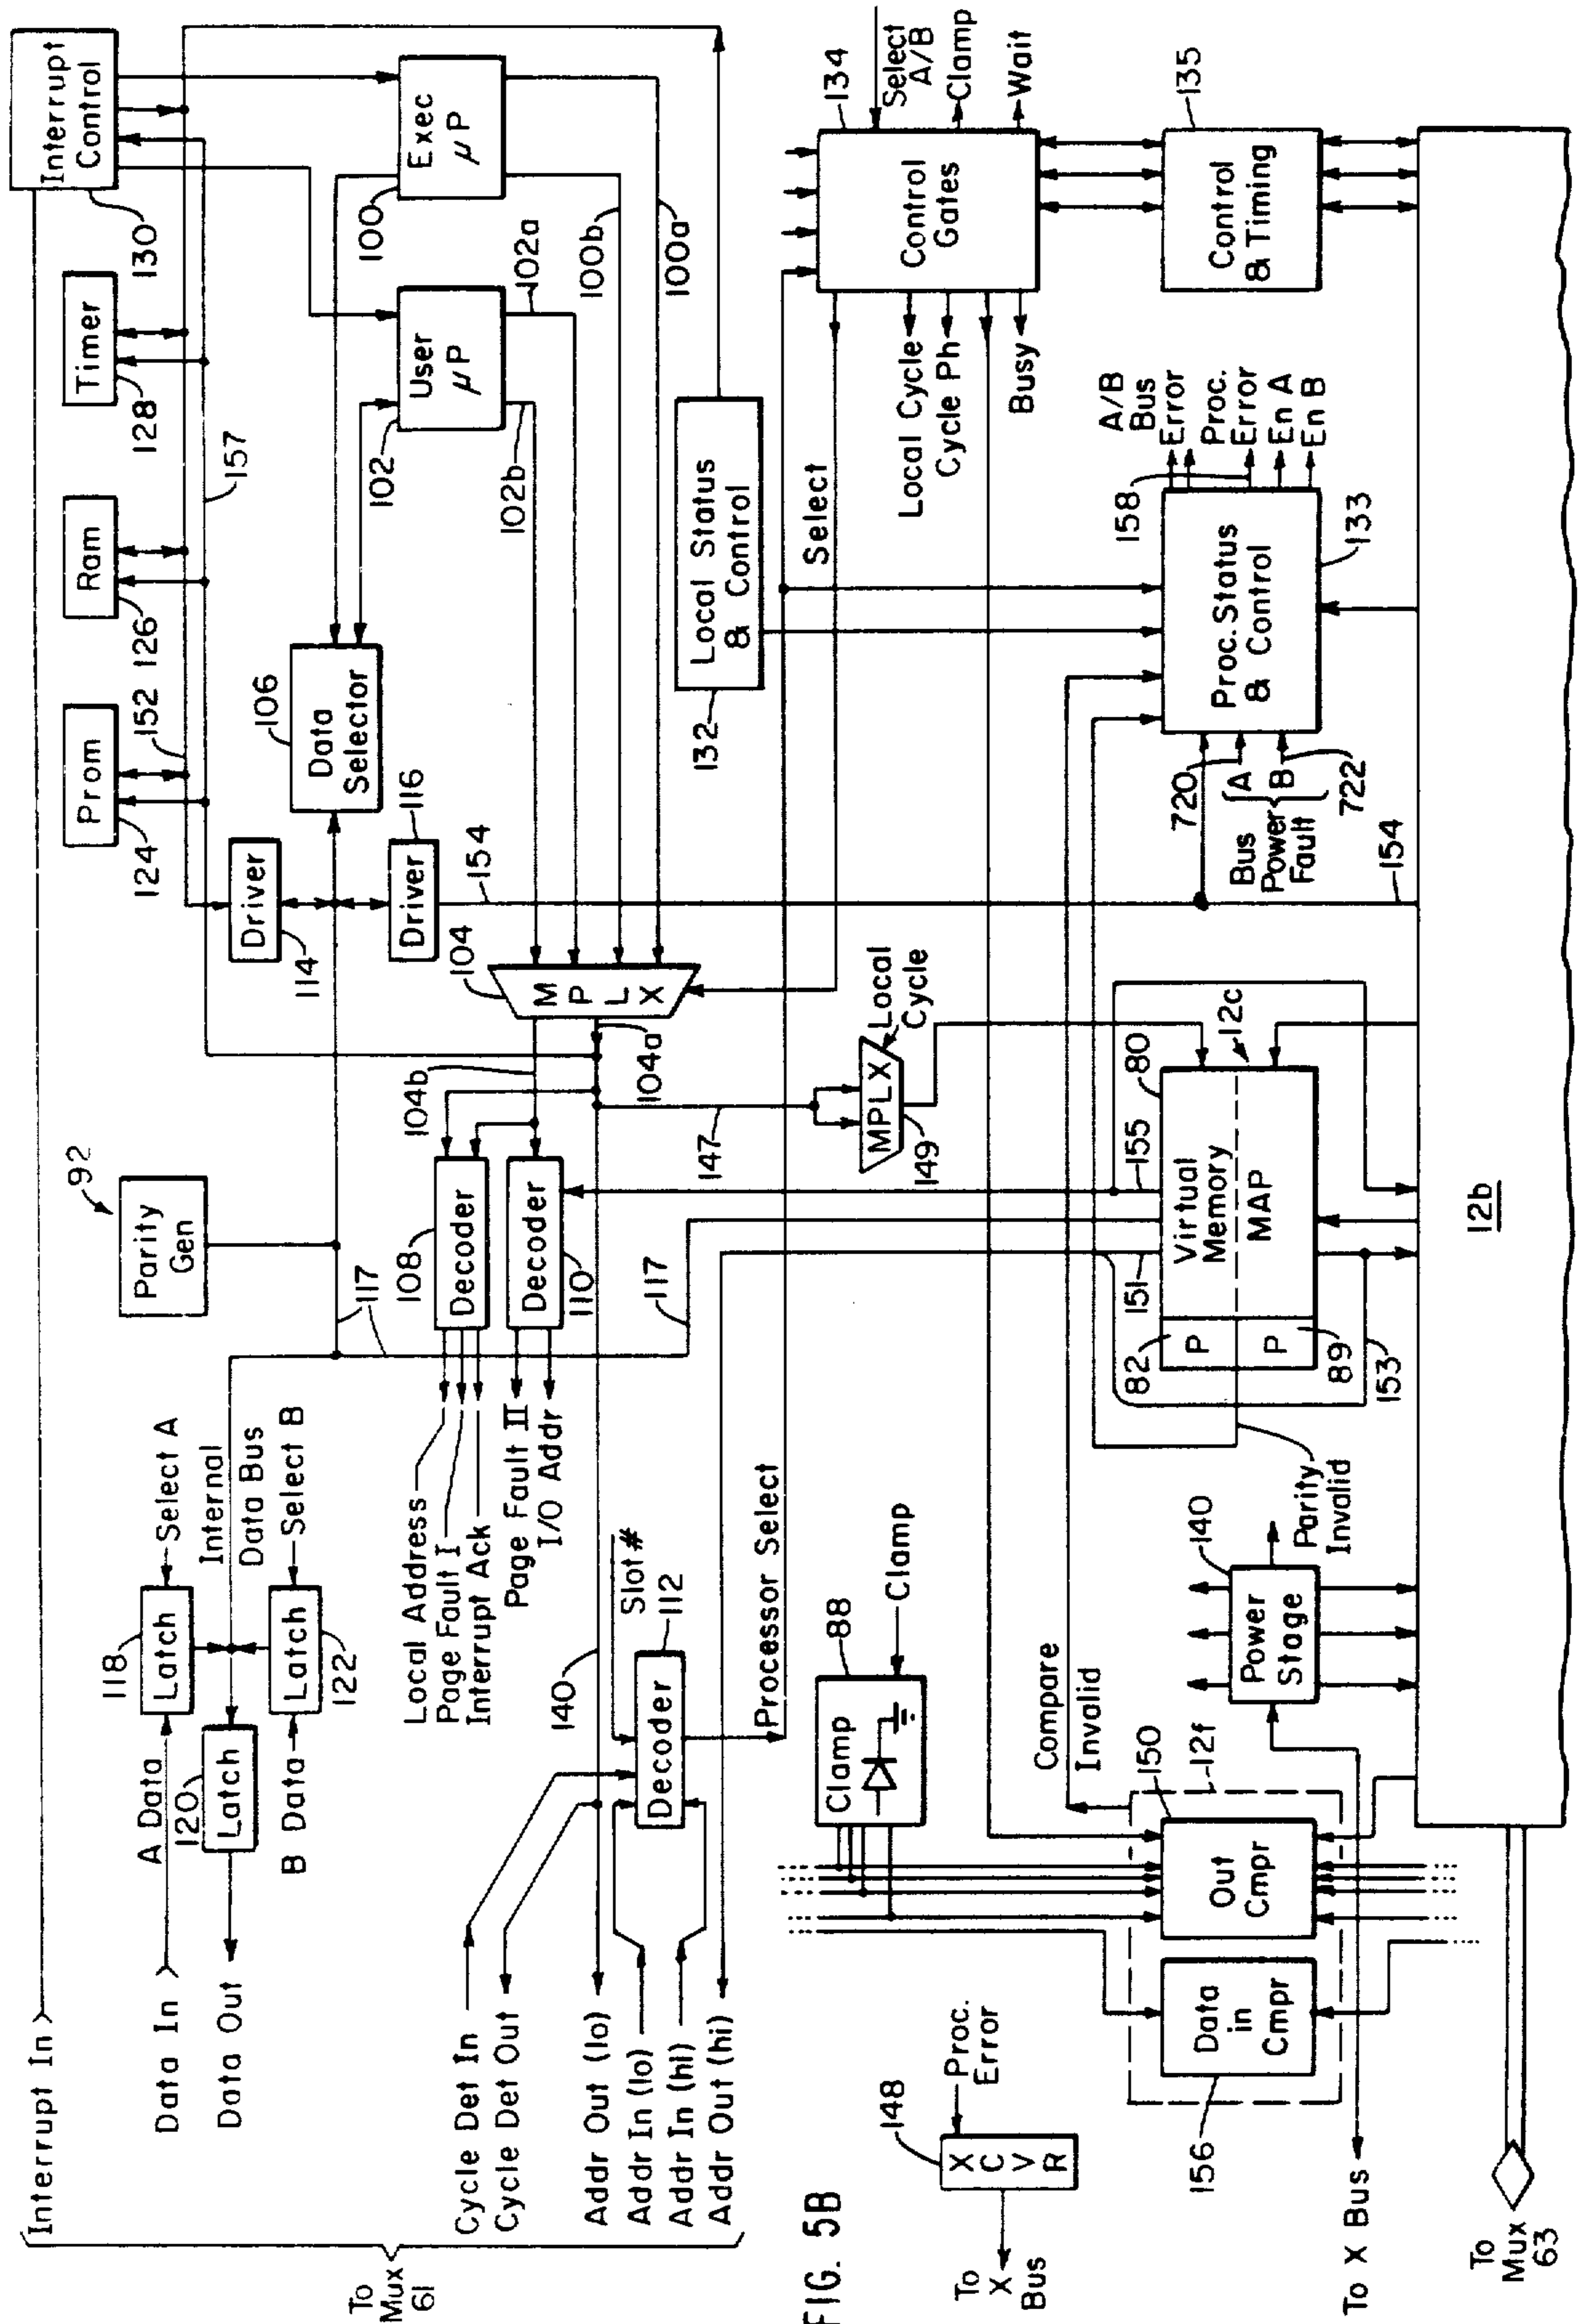 Interrupt In
To
Mux
61
Data In
Data Out
A Data
B Data
118
Latch
Select A
120
Latch
Internal
Data Bus
122
Latch
Select B
92
Parity
Gen
117
117
Interrupt
Control
130
Timer
128
Ram
126
Prom
124
152
157
Driver
114
Driver
116
154
106
Data
Selector
Exec
μP
100
User
μP
102
102a
102b
100b
100a
104
M
P
L
X
104a
104b
108
Decoder
110
Decoder
Local Address
Page Fault I
Interrupt Ack
Page Fault II
I/O Addr
Cycle Det In
Cycle Det Out
Addr Out (lo)
Addr In (lo)
Addr In (hi)
Addr Out (hi)
140
Slot #
112
Decoder
Processor Select
147
MPLX
149
Local
Cycle
Local Status
& Control
132
Select
134
Control
Gates
Select
A/B
Clamp
Wait
Local Cycle
Cycle Ph
Busy
135
Control
& Timing
A/B
Bus
Error
Proc.
Error
En A
En B
158
Proc. Status
& Control
133
720
A
B
722
Bus
Power
Fault
154
80
12c
155
Virtual
Memory
MAP
151
82
P
P
89
153
Parity
Invalid
140
Power
Stage
88
Clamp
Clamp
Compare
Invalid
150
12f
Out
Cmpr
Data
in
Cmpr
156
12b
148
X
C
V
R
Proc.
Error
To
X
Bus
To X Bus
To
Mux
63
FIG. 5B